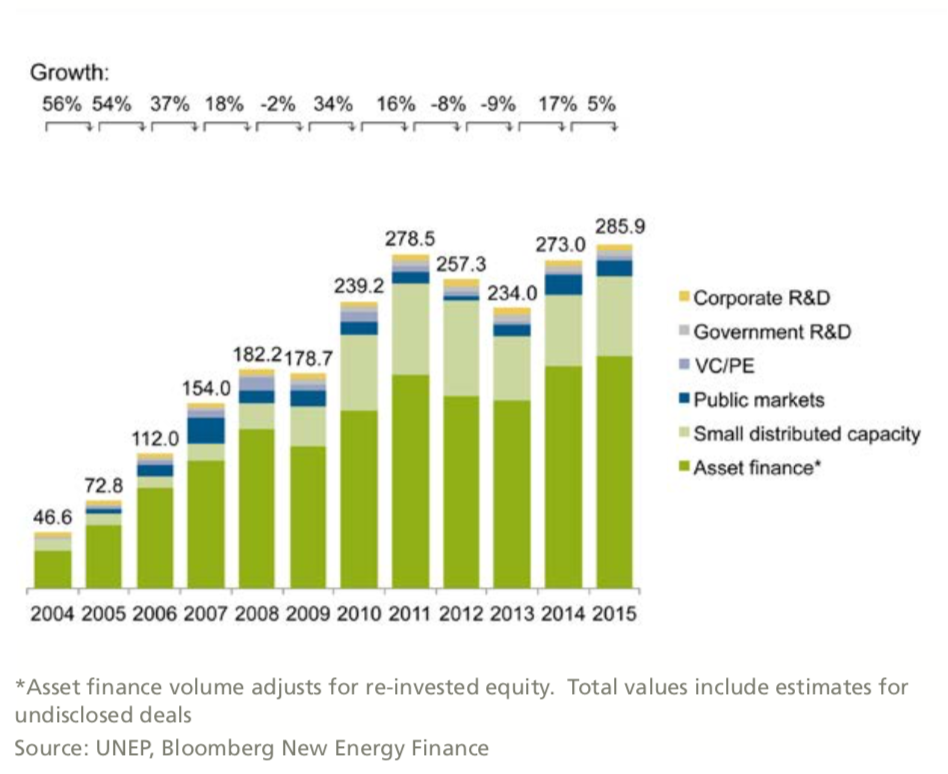 Growth:
56% 54% 37% 18% -2% 34% 16% -8% -9% 17% 5%
285.9
278.5
273.0
257.3
239.2
234.0
182.2 178.7
154.0
112.0
72.8
46.6
Corporate R&D
Government R&D
VC/PE
Public markets
Small distributed capacity
Asset finance*
2004 2005 2006 2007 2008 2009 2010 2011 2012 2013 2014 2015
*Asset finance volume adjusts for re-invested equity. Total values include estimates for
undisclosed deals
Source: UNEP, Bloomberg New Energy Finance